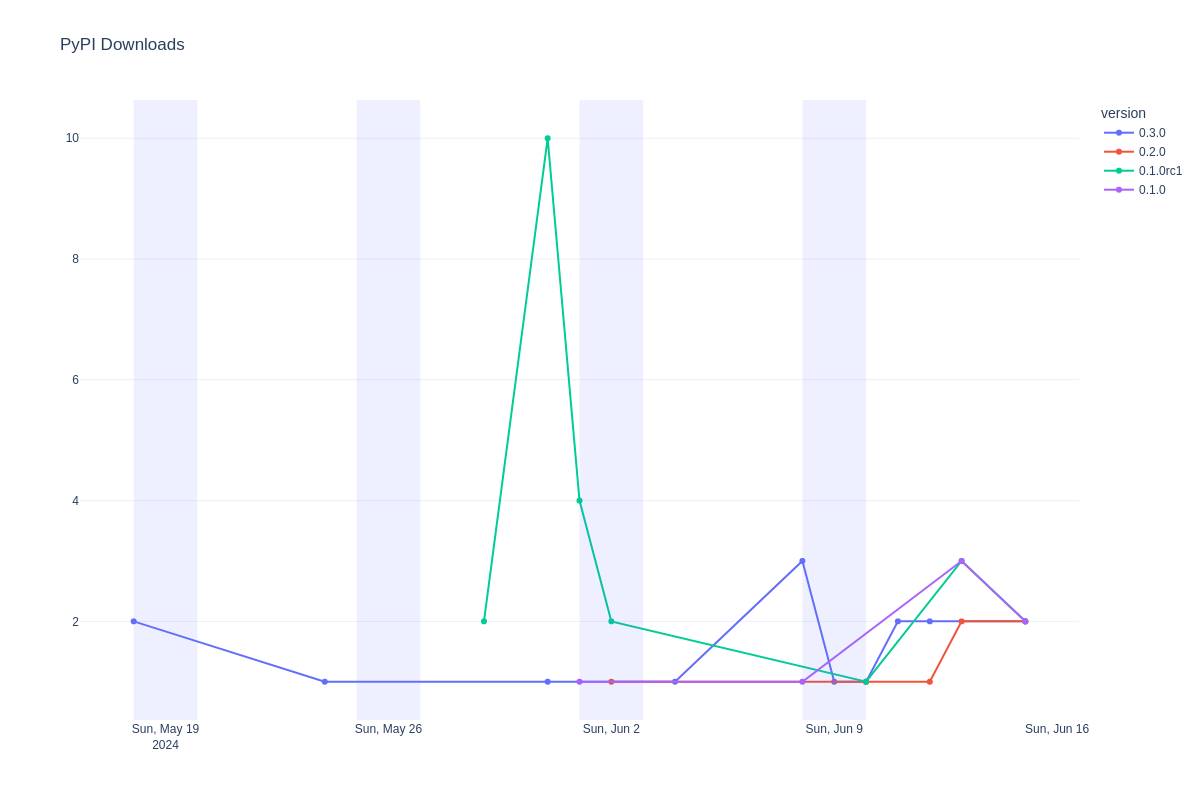 PyPI Downloads
version
0.3.0
0.2.0
0.1.0rc1
0.1.0
10
8
6
4
2
Sun, May 19
2024
Sun, May 26
Sun, Jun 2
Sun, Jun 9
Sun, Jun 16